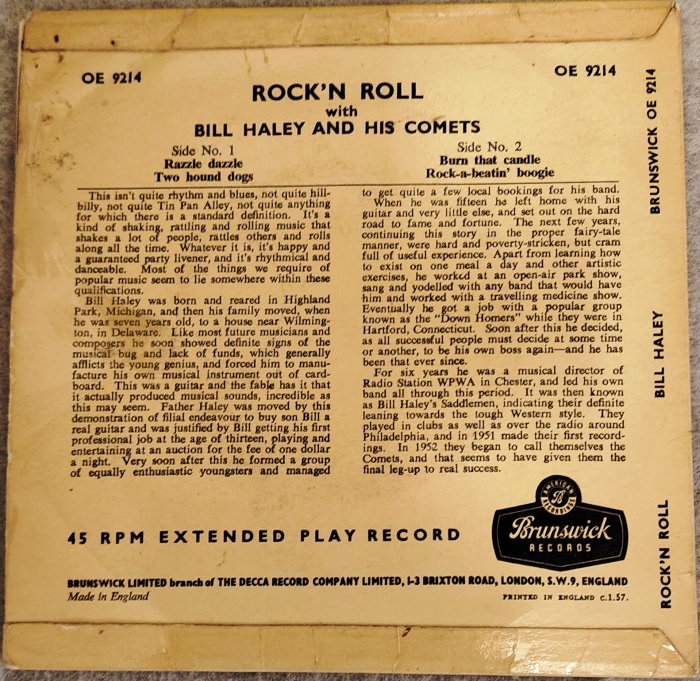 OE 9214
OE 9214
ROCK'N ROLL
with
BILL HALEY AND HIS COMETS
Side No. 1
Razzle dazzle
Two hound dogs
Side No. 2
Burn that candle
Rock-a-beatin' boogie
This isn't quite rhythm and blues, not quite hill-
billy, not quite Tin Pan Alley, not quite anything
for which there is a standard definition. It's a
kind of shaking, rattling and rolling music that
shakes a lot of people, rattles others and rolls
along all the time. Whatever it is, it's happy and
a guaranteed party livener, and it's rhythmical and
danceable. Most of the things we require of
popular music seem to lie somewhere within these
qualifications.
Bill Haley was born and reared in Highland
Park, Michigan, and then his family moved, when
he was seven years old, to a house near Wilming-
ton, in Delaware. Like most future musicians and
composers he soon showed definite signs of the
musical bug and lack of funds, which generally
afflicts the young genius, and forced him to manu-
facture his own musical instrument out of card-
board. This was a guitar and the fable has it that
it actually produced musical sounds, incredible as
this may seem. Father Haley was moved by this
demonstration of filial endeavour to buy son Bill a
real guitar and was justified by Bill getting his first
professional job at the age of thirteen, playing and
entertaining at an auction for the fee of one dollar
a night. Very soon after this he formed a group
of equally enthusiastic youngsters and managed
to get quite a few local bookings for his band.
When he was fifteen he left home with his
guitar and very little else, and set out on the hard
road to fame and fortune. The next few years,
continuing this story in the proper fairy-tale
manner, were hard and poverty-stricken, but cram
full of useful experience. Apart from learning how
to exist on one meal a day and other artistic
exercises, he worked at an open-air park show,
sang and yodelled with any band that would have
him and worked with a travelling medicine show.
Eventually he got a job with a popular group
known as the "Down Homers" while they were in
Hartford, Connecticut. Soon after this he decided,
as all successful people must decide at some time
or another, to be his own boss again—and he has
been that ever since.
For six years he was a musical director of
Radio Station WPWA in Chester, and led his own
band all through this period. It was then known
as Bill Haley's Saddlemen, indicating their definite
leaning towards the tough Western style. They
played in clubs as well as over the radio around
Philadelphia, and in 1951 made their first record-
ings. In 1952 they began to call themselves the
Comets, and that seems to have given them the
final leg-up to real success.
45 RPM EXTENDED PLAY RECORD
AMERICAN
B
RECORDINGS
Brunswick
RECORDS
BRUNSWICK LIMITED branch of THE DECCA RECORD COMPANY LIMITED, 1-3 BRIXTON ROAD, LONDON, S.W.9, ENGLAND
Made in England
PRINTED IN ENGLAND C.1.57.
BRUNSWICK OE 9214
BILL HALEY
ROCK'N ROLL